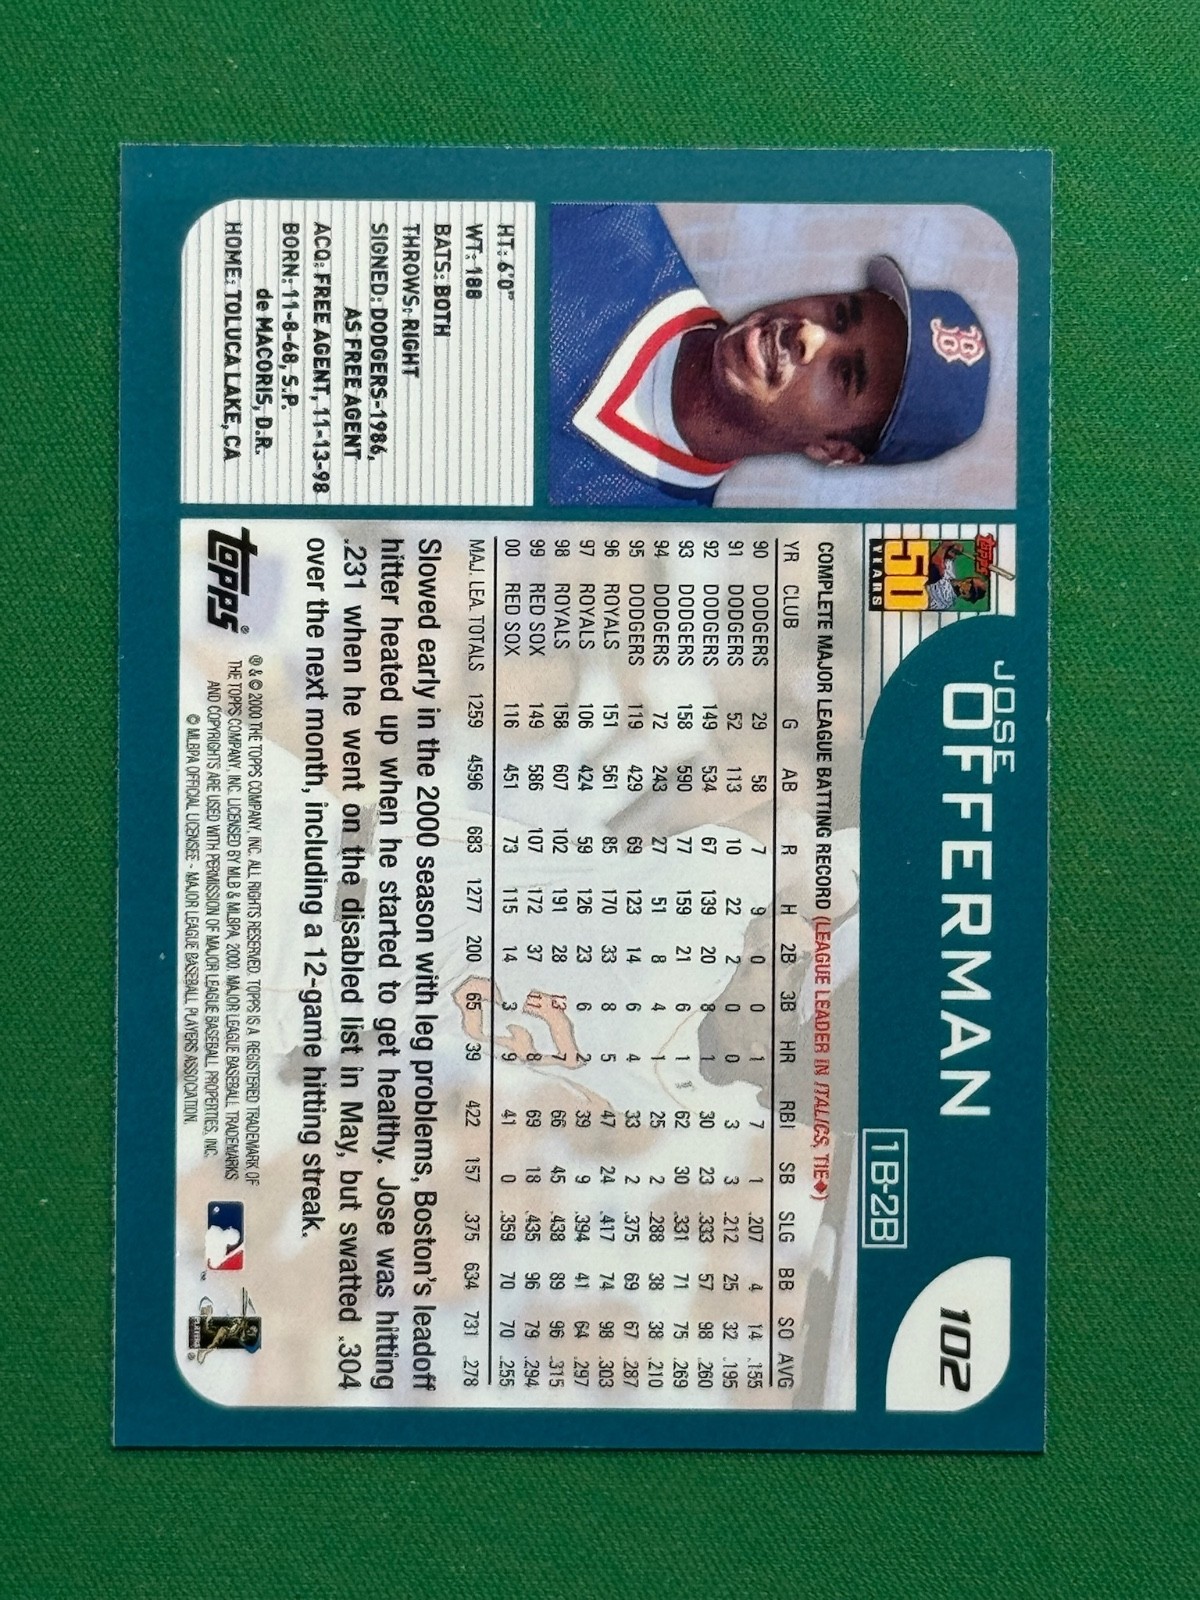 B
HT: 6'0"
WT: 188
BATS: BOTH
THROWS: RIGHT
SIGNED: DODGERS-1986,
AS FREE AGENT
ACQ: FREE AGENT, 11-13-98
BORN: 11-8-68, S.P.
de MACORIS, D.R.
HOME: TOLUCA LAKE, CA
topps
50
YEARS
JOSE
OFFERMAN
1B-2B
102
COMPLETE MAJOR LEAGUE BATTING RECORD (LEAGUE LEADER IN ITALICS, TIE◆)
YR CLUB G AB R H 2B 3B HR RBI SB SLG BB SO AVG
90 DODGERS 29 58 7 9 0 0 1 7 1 .207 4 14 .155
91 DODGERS 52 113 10 22 2 0 0 3 3 .212 25 32 .195
92 DODGERS 149 534 67 139 20 8 1 30 23 .333 57 98 .260
93 DODGERS 158 590 77 159 21 6 1 62 30 .331 71 75 .269
94 DODGERS 72 243 27 51 8 4 1 25 2 .288 38 38 .210
95 DODGERS 119 429 69 123 14 6 4 33 2 .375 69 67 .287
96 ROYALS 151 561 85 170 33 8 5 47 24 .417 74 98 .303
97 ROYALS 106 424 59 126 23 6 2 39 9 .394 41 64 .297
98 ROYALS 158 607 102 191 28 13 7 66 45 .438 89 96 .315
99 RED SOX 149 586 107 172 37 11 8 69 18 .435 96 79 .294
00 RED SOX 116 451 73 115 14 3 9 41 0 .359 70 70 .255
MAJ. LEA. TOTALS 1259 4596 683 1277 200 65 39 422 157 .375 634 731 .278
Slowed early in the 2000 season with leg problems, Boston's leadoff
hitter heated up when he started to get healthy. Jose was hitting
.231 when he went on the disabled list in May, but swatted .304
over the next month, including a 12-game hitting streak.
topps®
® & © 2000 THE TOPPS COMPANY, INC. ALL RIGHTS RESERVED. TOPPS IS A REGISTERED TRADEMARK OF
THE TOPPS COMPANY, INC. LICENSED BY MLB & MLBPA, 2000. MAJOR LEAGUE BASEBALL TRADEMARKS
AND COPYRIGHTS ARE USED WITH PERMISSION OF MAJOR LEAGUE BASEBALL PROPERTIES, INC.
© MLBPA OFFICIAL LICENSEE - MAJOR LEAGUE BASEBALL PLAYERS ASSOCIATION.